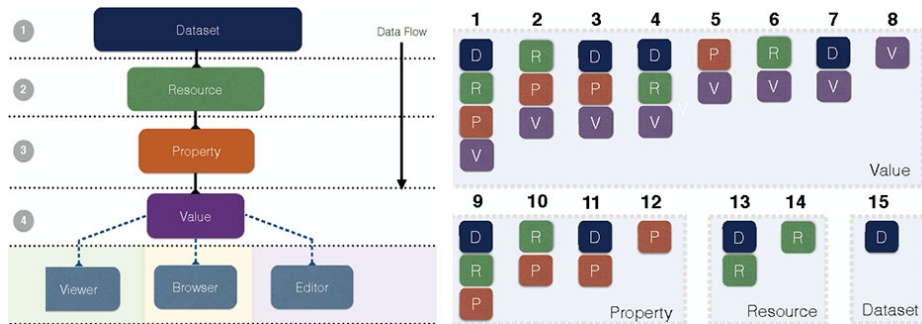 1
Dataset
Data Flow
2
Resource
3
Property
4
Value
Viewer
Browser
Editor
1 2 3 4 5 6 7 8
D R D D P R D V
R P P R V V V
P V V V V
V
Value
9 10 11 12
D R D P
R P P
P
Property
13 14
D R
R
Resource
15
D
Dataset